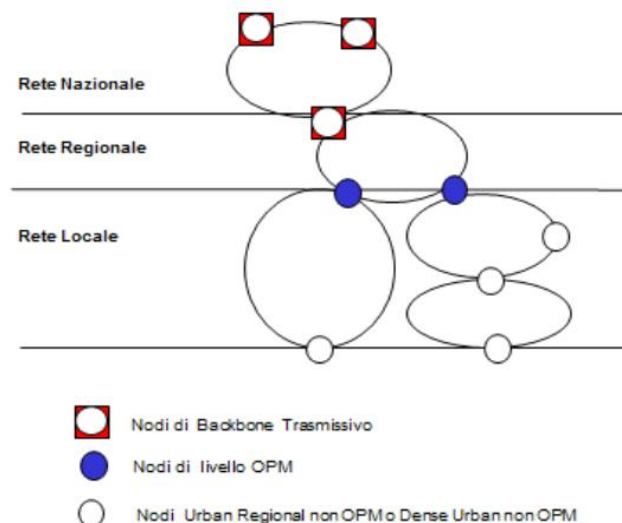 Rete Nazionale
Rete Regionale
Rete Locale
Nodi di Backbone Trasmissivo
Nodi di livello OPM
Nodi Urban Regional non OPM o Dense Urban non OPM